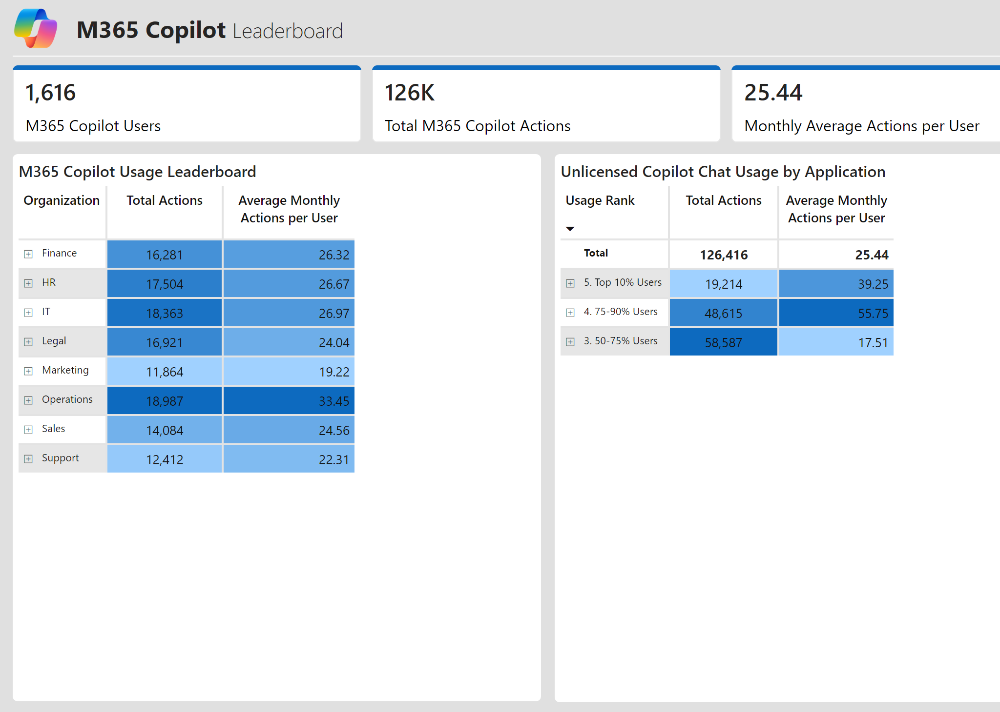 M365 Copilot Leaderboard
1,616
M365 Copilot Users
126K
Total M365 Copilot Actions
25.44
Monthly Average Actions per User
M365 Copilot Usage Leaderboard
Organization Total Actions Average Monthly
Actions per User
Finance 16,281 26.32
HR 17,504 26.67
IT 18,363 26.97
Legal 16,921 24.04
Marketing 11,864 19.22
Operations 18,987 33.45
Sales 14,084 24.56
Support 12,412 22.31
Unlicensed Copilot Chat Usage by Application
Usage Rank Total Actions Average Monthly
Actions per User
Total 126,416 25.44
5. Top 10% Users 19,214 39.25
4. 75-90% Users 48,615 55.75
3. 50-75% Users 58,587 17.51